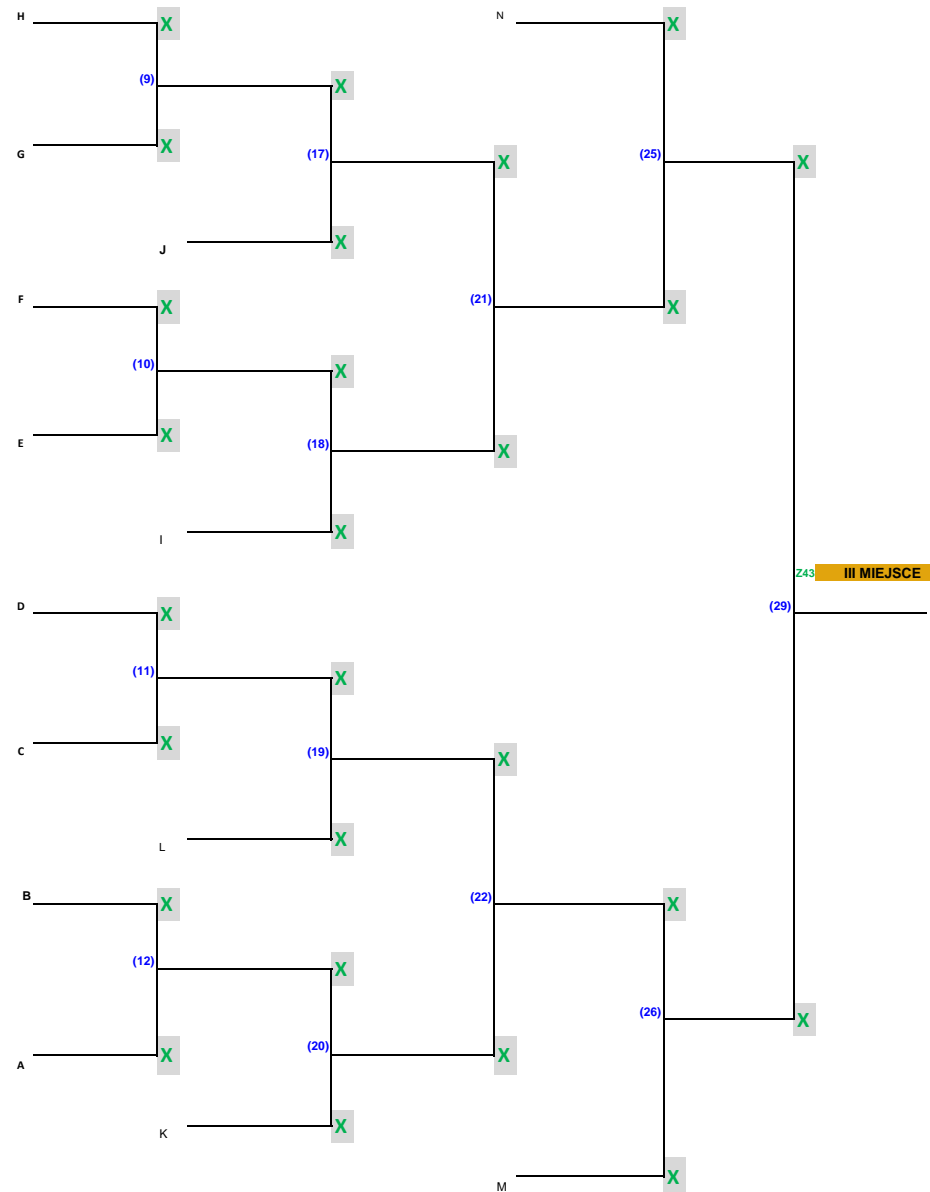 H X N X
(9) X
G X (17) X (25) X
J X
F X (21) X
(10) X
E X (18) X
I X
Z43 III MIEJSCE
D X (29)
(11) X
C X (19) X
L X
B X (22) X
(12) X
A X (20) X (26) X
K X
M X